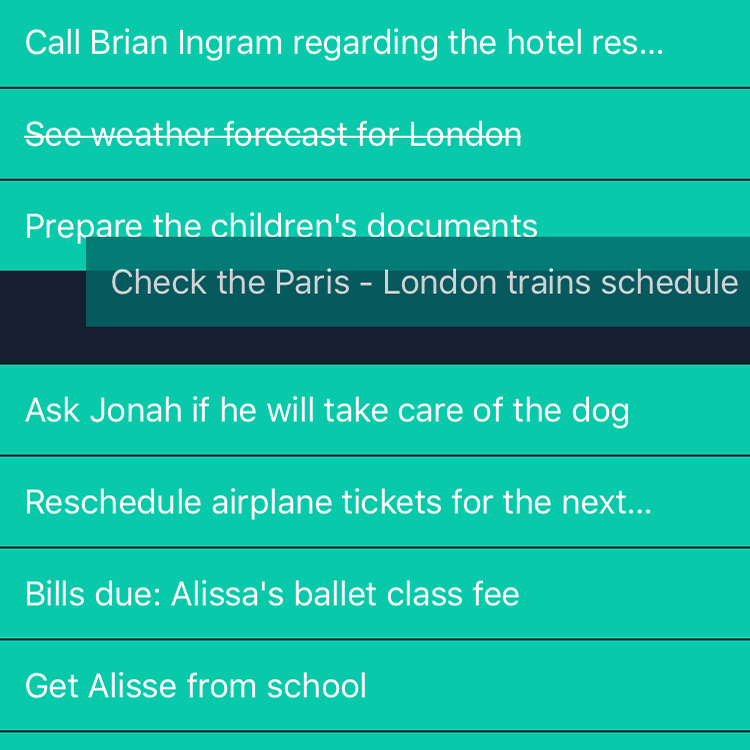 Call Brian Ingram regarding the hotel res...
See weather forecast for London
Prepare the children's documents
Check the Paris - London trains schedule
Ask Jonah if he will take care of the dog
Reschedule airplane tickets for the next...
Bills due: Alissa's ballet class fee
Get Alisse from school